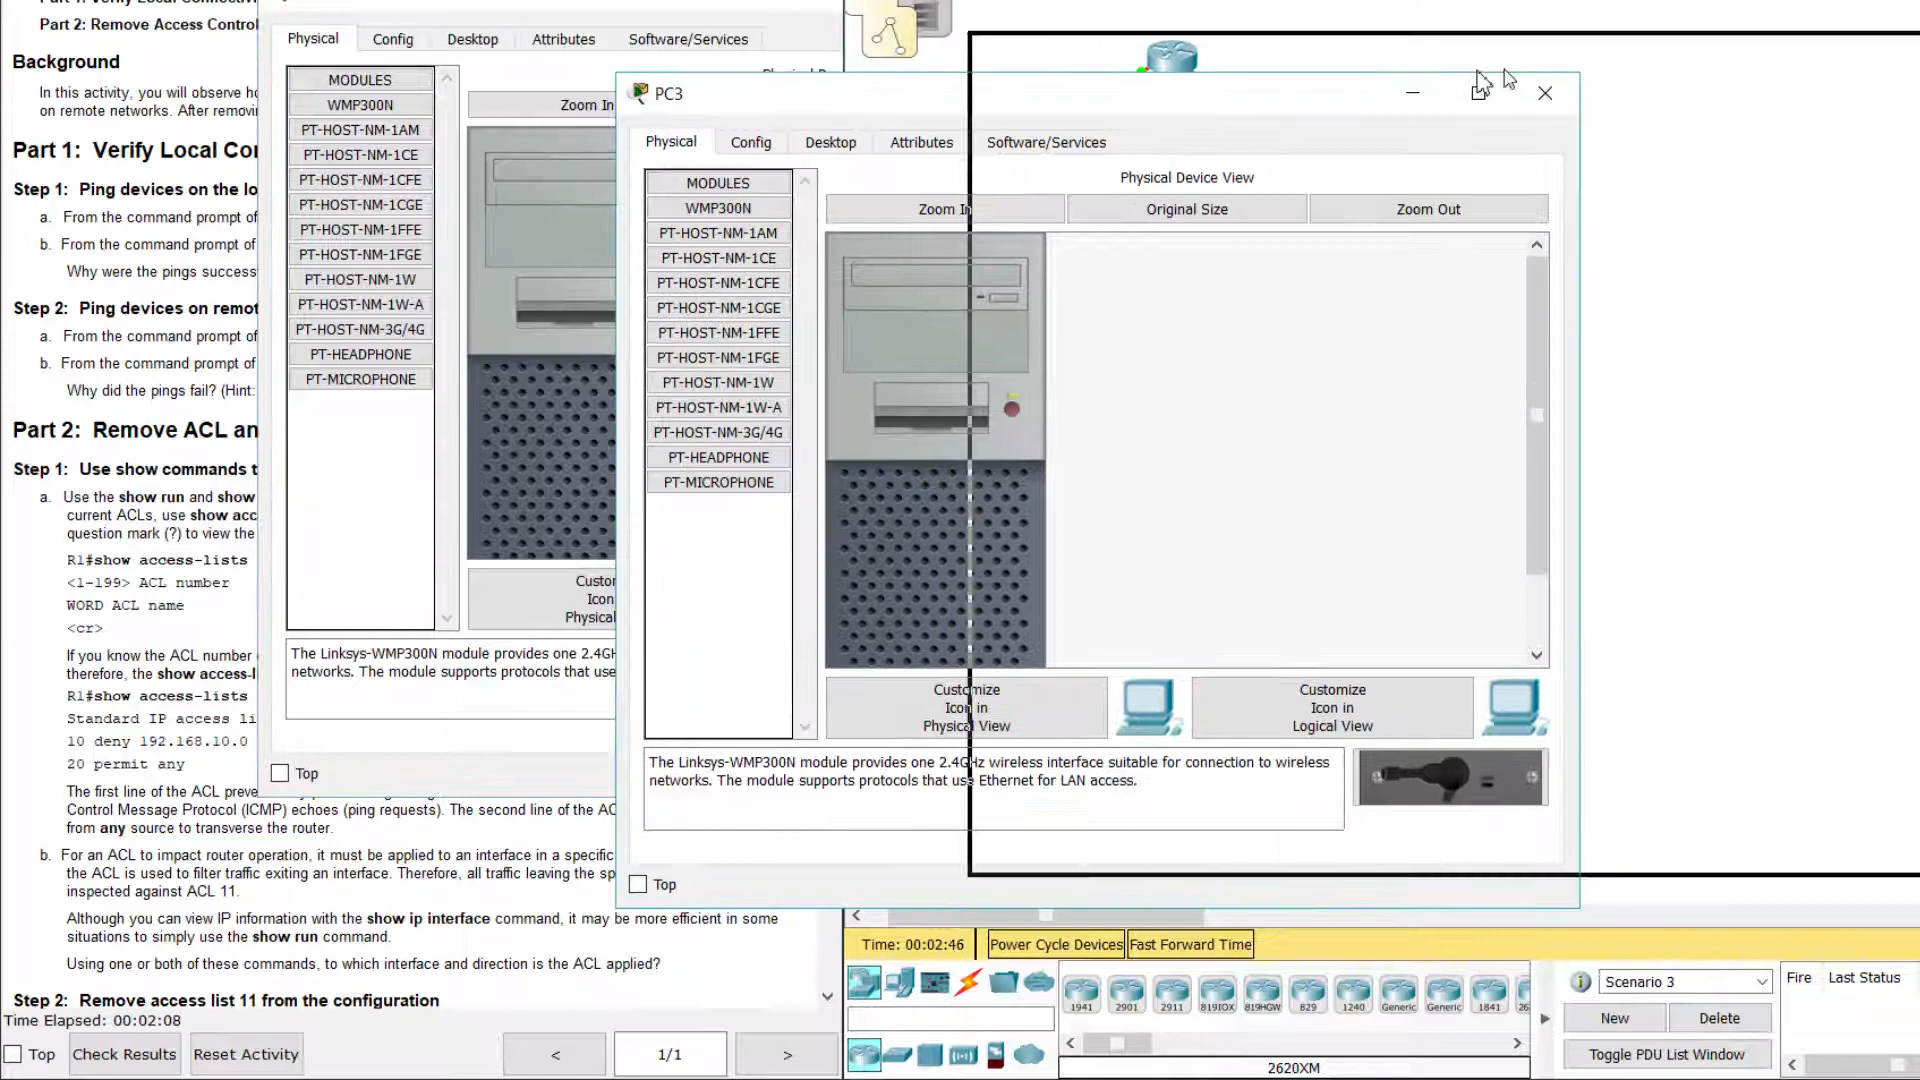 Part 2: Remove Access Control
Background
In this activity, you will observe ho
on remote networks. After removin
Part 1: Verify Local Con
Step 1: Ping devices on the lo
a. From the command prompt of
b. From the command prompt of
Why were the pings success
Step 2: Ping devices on remot
a. From the command prompt of
b. From the command prompt of
Why did the pings fail? (Hint:
Part 2: Remove ACL an
Step 1: Use show commands t
a. Use the show run and show
current ACLs, use show acc
question mark (?) to view the
R1#show access-lists
<1-199> ACL number
WORD ACL name
<cr>
If you know the ACL number
therefore, the show access-l
R1#show access-lists
Standard IP access li
10 deny 192.168.10.0
20 permit any
The first line of the ACL preve
Control Message Protocol (ICMP) echoes (ping requests). The second line of the AC
from any source to transverse the router.
b. For an ACL to impact router operation, it must be applied to an interface in a specific
the ACL is used to filter traffic exiting an interface. Therefore, all traffic leaving the sp
inspected against ACL 11.
Although you can view IP information with the show ip interface command, it may be more efficient in some
situations to simply use the show run command.
Using one or both of these commands, to which interface and direction is the ACL applied?
Step 2: Remove access list 11 from the configuration
Time Elapsed: 00:02:08
Top
Check Results
Reset Activity
<
1/1
>
Physical
Config
Desktop
Attributes
Software/Services
MODULES
WMP300N
PT-HOST-NM-1AM
PT-HOST-NM-1CE
PT-HOST-NM-1CFE
PT-HOST-NM-1CGE
PT-HOST-NM-1FFE
PT-HOST-NM-1FGE
PT-HOST-NM-1W
PT-HOST-NM-1W-A
PT-HOST-NM-3G/4G
PT-HEADPHONE
PT-MICROPHONE
Zoom In
Custo
Icon
Physical
The Linksys-WMP300N module provides one 2.4G
networks. The module supports protocols that use
Top
PC3
Physical
Config
Desktop
Attributes
Software/Services
MODULES
WMP300N
PT-HOST-NM-1AM
PT-HOST-NM-1CE
PT-HOST-NM-1CFE
PT-HOST-NM-1CGE
PT-HOST-NM-1FFE
PT-HOST-NM-1FGE
PT-HOST-NM-1W
PT-HOST-NM-1W-A
PT-HOST-NM-3G/4G
PT-HEADPHONE
PT-MICROPHONE
Physical Device View
Zoom In
Original Size
Zoom Out
Customize
Icon in
Physical View
Customize
Icon in
Logical View
The Linksys-WMP300N module provides one 2.4GHz wireless interface suitable for connection to wireless
networks. The module supports protocols that use Ethernet for LAN access.
Top
Time: 00:02:46
Power Cycle Devices
Fast Forward Time
1941
2901
2911
819IOX
819HGW
829
1240
Generic
Generic
1841
26
2620XM
Scenario 3
New
Delete
Toggle PDU List Window
Fire
Last Status